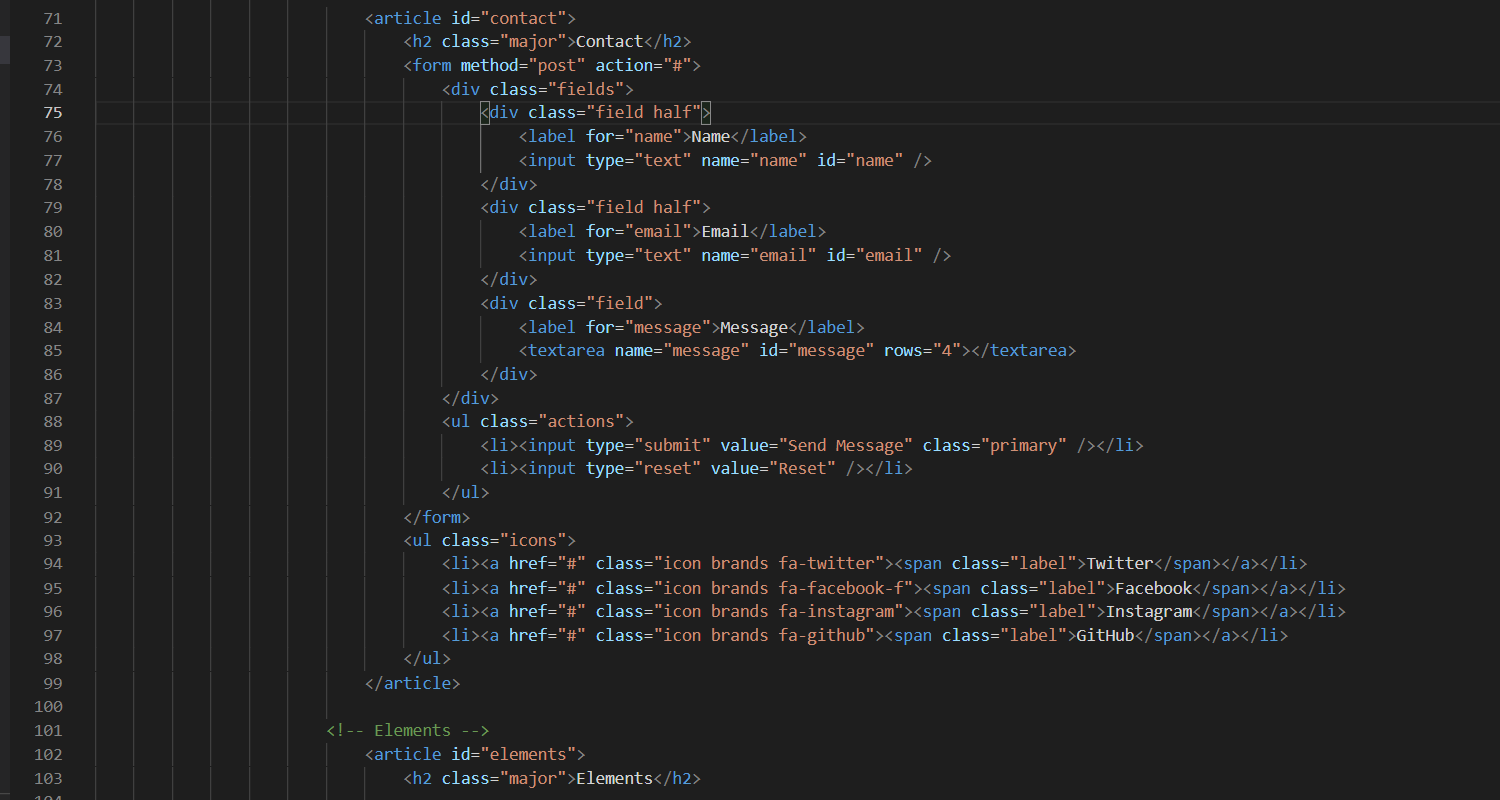 71 <article id="contact">
72 <h2 class="major">Contact</h2>
73 <form method="post" action="#">
74 <div class="fields">
75 <div class="field half">
76 <label for="name">Name</label>
77 <input type="text" name="name" id="name" />
78 </div>
79 <div class="field half">
80 <label for="email">Email</label>
81 <input type="text" name="email" id="email" />
82 </div>
83 <div class="field">
84 <label for="message">Message</label>
85 <textarea name="message" id="message" rows="4"></textarea>
86 </div>
87 </div>
88 <ul class="actions">
89 <li><input type="submit" value="Send Message" class="primary" /></li>
90 <li><input type="reset" value="Reset" /></li>
91 </ul>
92 </form>
93 <ul class="icons">
94 <li><a href="#" class="icon brands fa-twitter"><span class="label">Twitter</span></a></li>
95 <li><a href="#" class="icon brands fa-facebook-f"><span class="label">Facebook</span></a></li>
96 <li><a href="#" class="icon brands fa-instagram"><span class="label">Instagram</span></a></li>
97 <li><a href="#" class="icon brands fa-github"><span class="label">GitHub</span></a></li>
98 </ul>
99 </article>
100
101 <!-- Elements -->
102 <article id="elements">
103 <h2 class="major">Elements</h2>